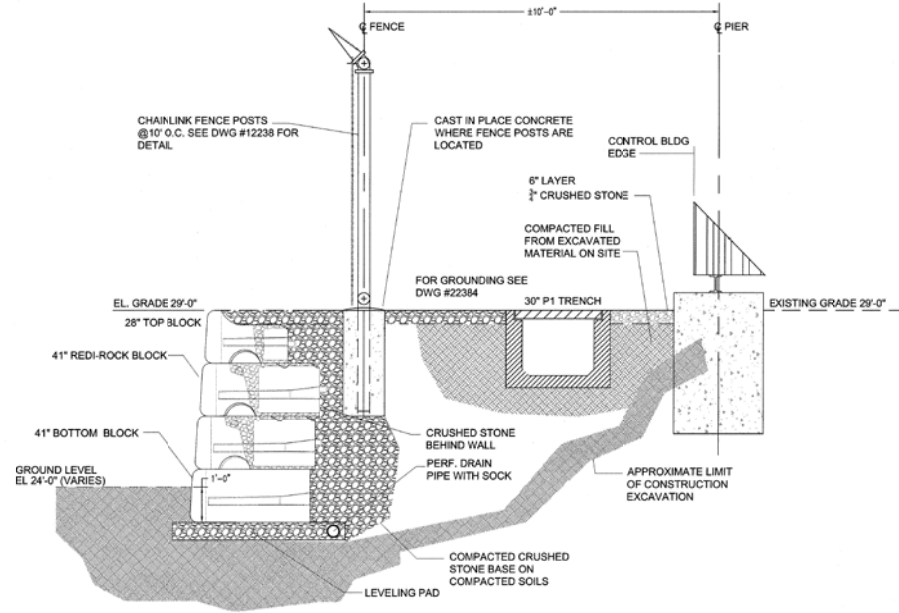 ±10'-0"
℄ FENCE
℄ PIER
CHAINLINK FENCE POSTS
@10' O.C. SEE DWG #12238 FOR
DETAIL
CAST IN PLACE CONCRETE
WHERE FENCE POSTS ARE
LOCATED
CONTROL BLDG
EDGE
6" LAYER
¾" CRUSHED STONE
COMPACTED FILL
FROM EXCAVATED
MATERIAL ON SITE
FOR GROUNDING SEE
DWG #22384
30" P1 TRENCH
EL. GRADE 29'-0"
EXISTING GRADE 29'-0"
28" TOP BLOCK
41" REDI-ROCK BLOCK
41" BOTTOM BLOCK
GROUND LEVEL
EL 24'-0" (VARIES)
1'-0"
CRUSHED STONE
BEHIND WALL
PERF. DRAIN
PIPE WITH SOCK
APPROXIMATE LIMIT
OF CONSTRUCTION
EXCAVATION
COMPACTED CRUSHED
STONE BASE ON
COMPACTED SOILS
LEVELING PAD